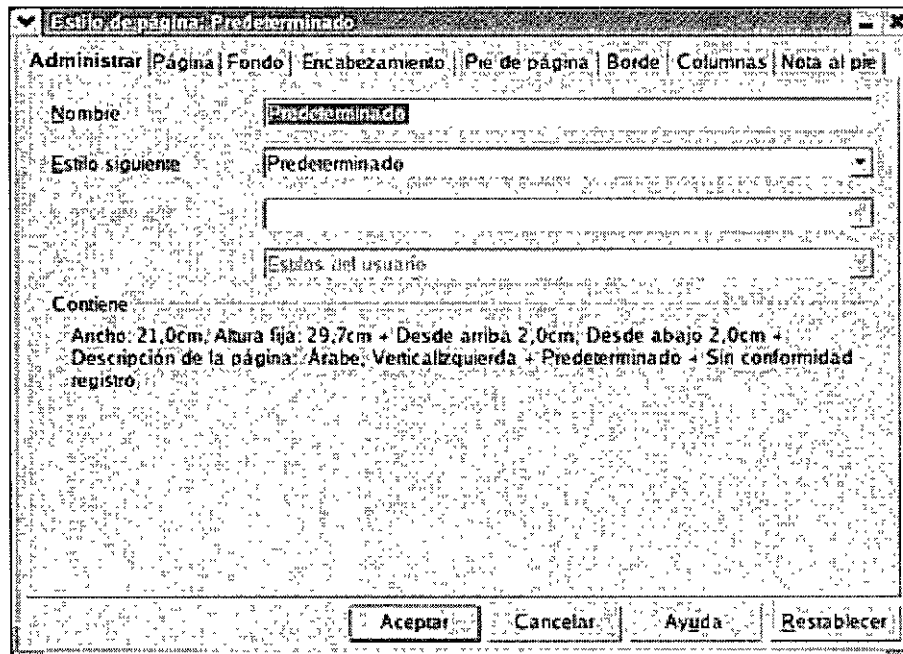 Estilo de página: Predeterminado
Administrar Página Fondo Encabezamiento Pie de página Borde Columnas Nota al pie
Nombre Predeterminado
Estilo siguiente Predeterminado
Estilos del usuario
Contiene
Ancho: 21,0cm, Altura fija: 29,7cm + Desde arriba 2,0cm, Desde abajo 2,0cm +
Descripción de la página: Árabe, VerticalIzquierda + Predeterminado + Sin conformidad
registro
Aceptar Cancelar Ayuda Restablecer